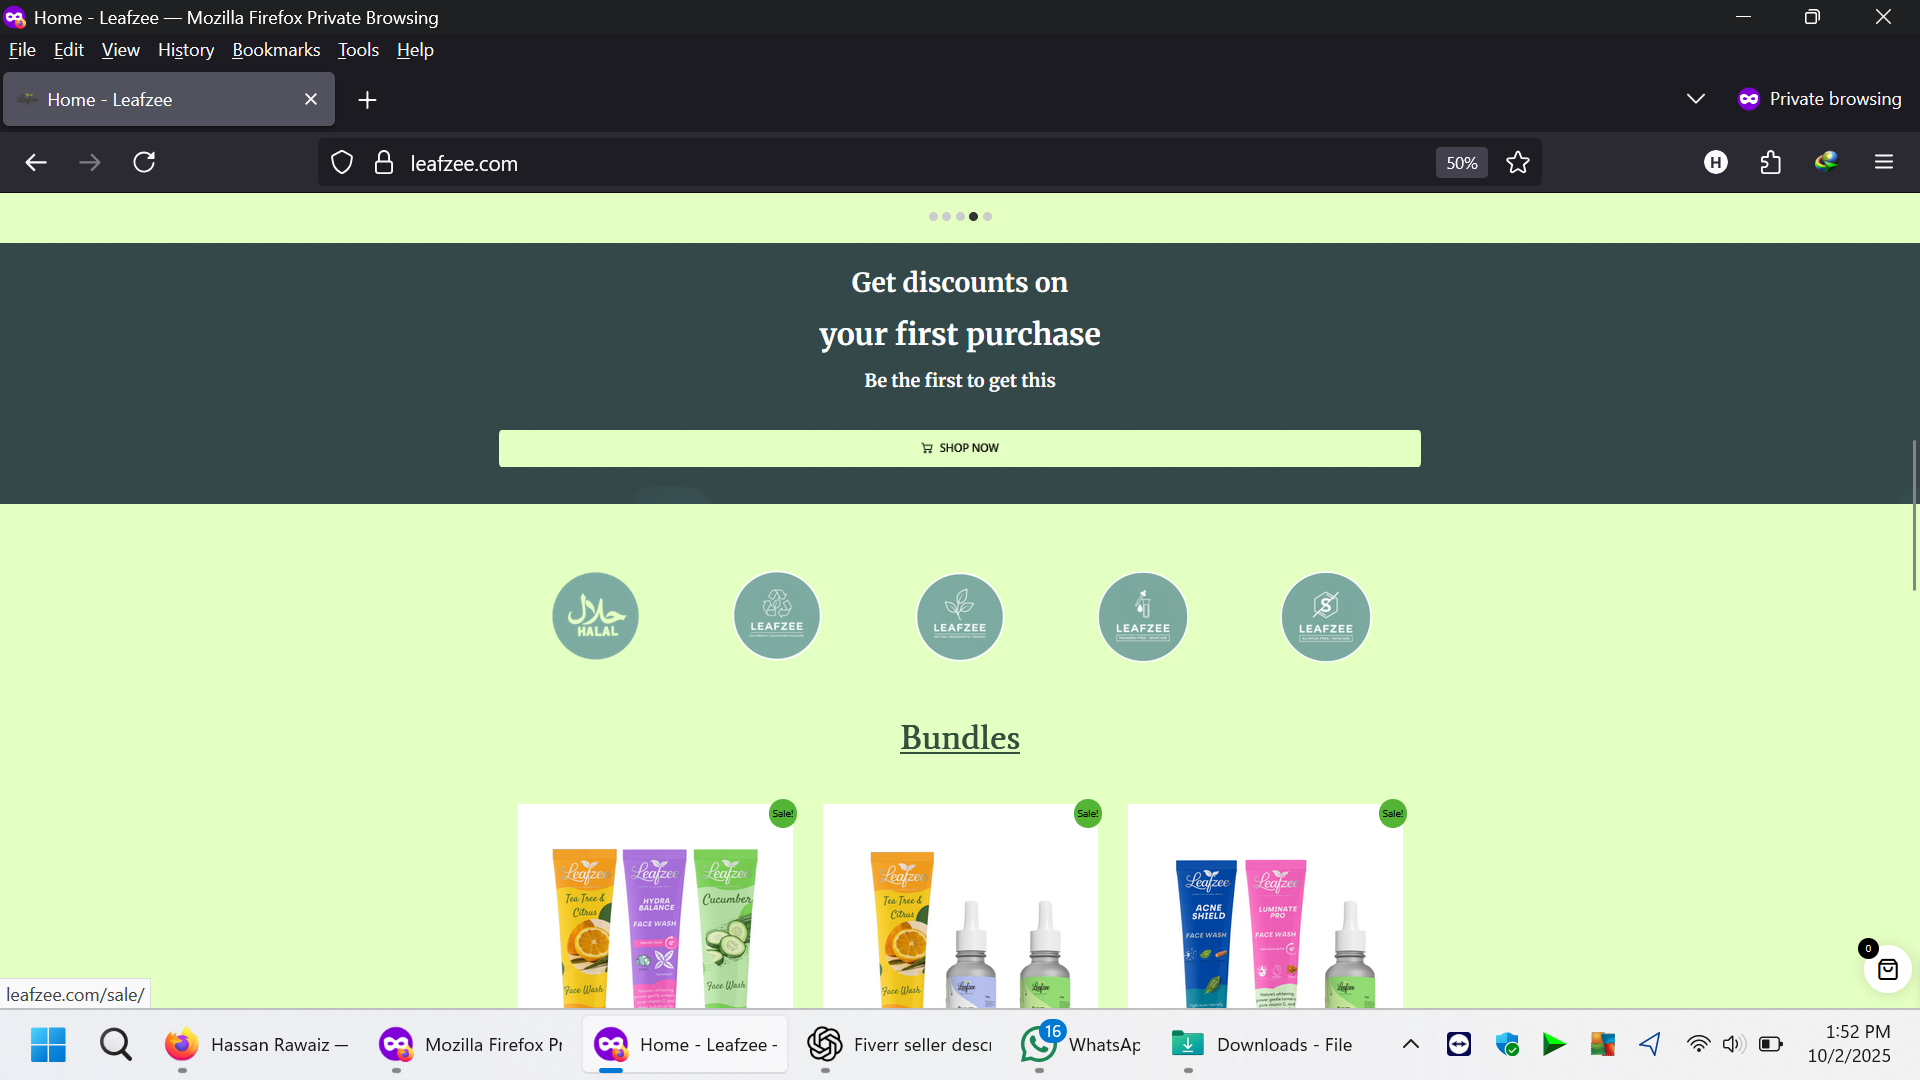 Home - Leafzee — Mozilla Firefox Private Browsing
File Edit View History Bookmarks Tools Help
Home - Leafzee
Private browsing
leafzee.com
50%
H
Get discounts on
your first purchase
Be the first to get this
SHOP NOW
حلال
HALAL
LEAFZEE
LEAFZEE
LEAFZEE
LEAFZEE
Bundles
Sale!
Sale!
Sale!
Leafzee
Tea Tree &
Citrus
Face Wash
Leafzee
HYDRA
BALANCE
FACE WASH
Leafzee
Cucumber
Face Wash
Leafzee
Tea Tree &
Citrus
Face Wash
Leafzee
Leafzee
Leafzee
ACNE
SHIELD
FACE WASH
Leafzee
LUMINATE
PRO
FACE WASH
Leafzee
0
leafzee.com/sale/
Hassan Rawaiz —
Mozilla Firefox Pr
Home - Leafzee -
Fiverr seller descr
16
WhatsAp
Downloads - File
1:52 PM
10/2/2025